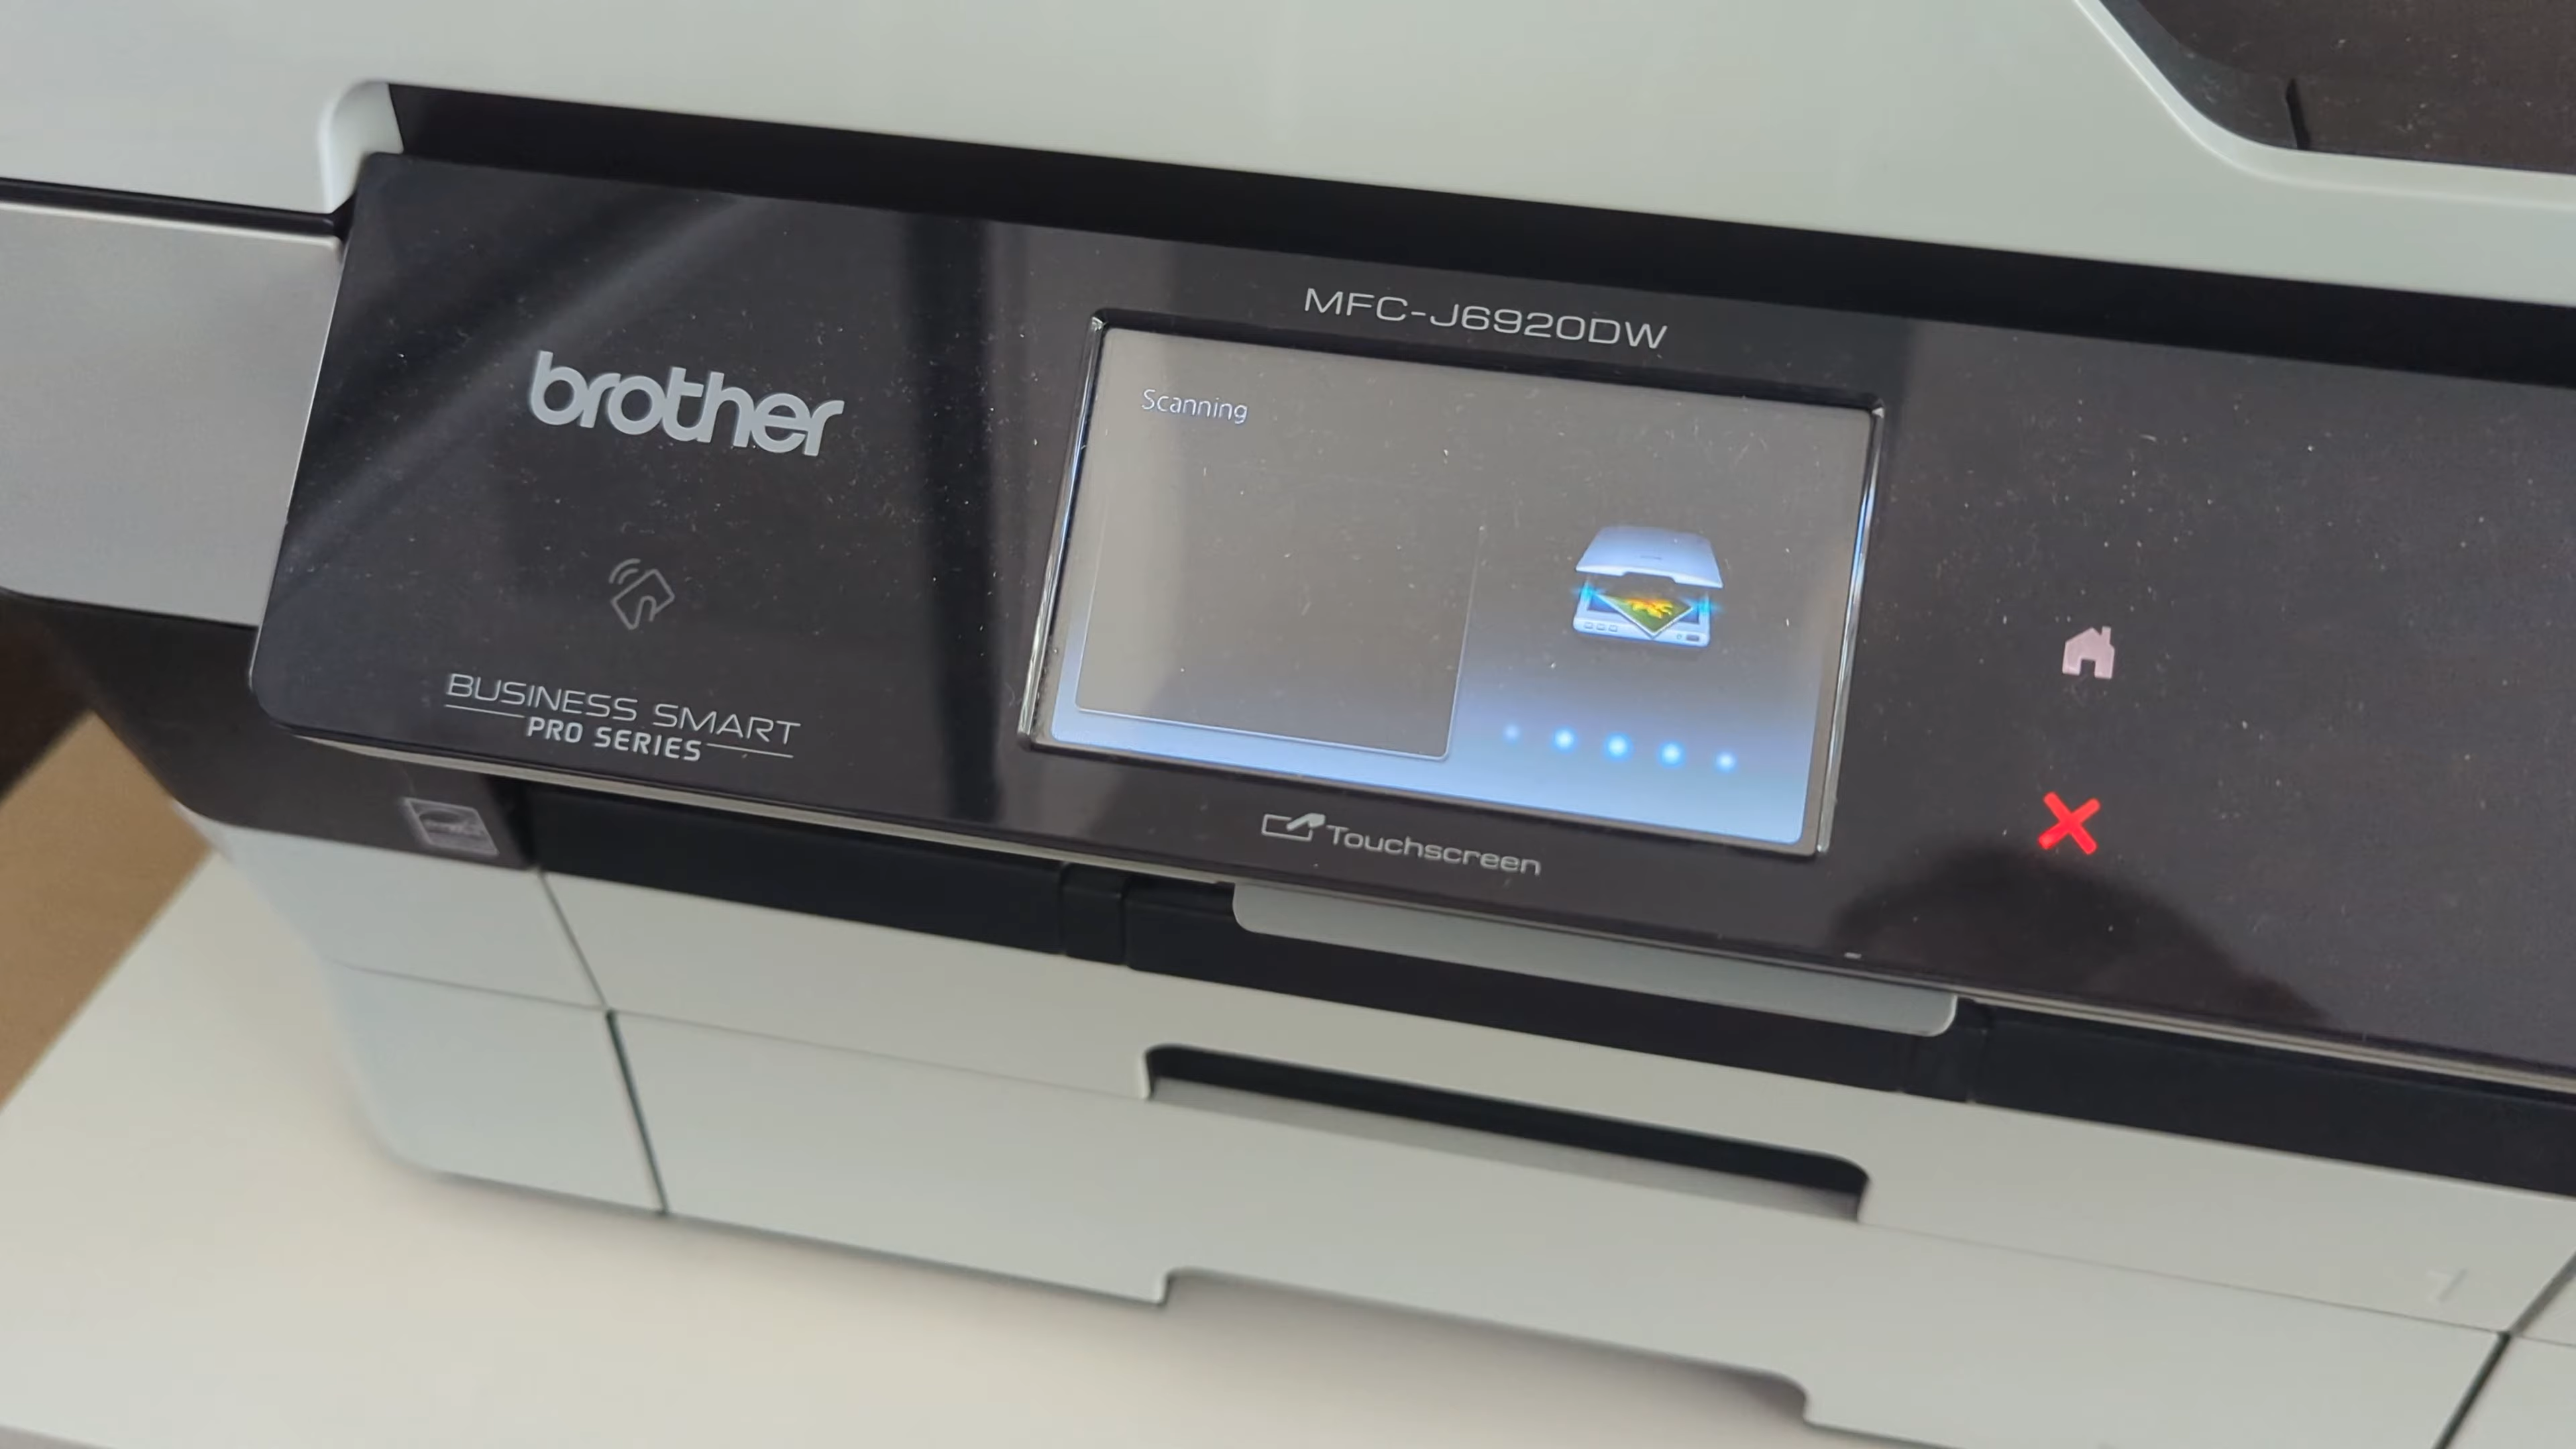 MFC-J6920DW
brother
Scanning
BUSINESS SMART
PRO SERIES
Touchscreen